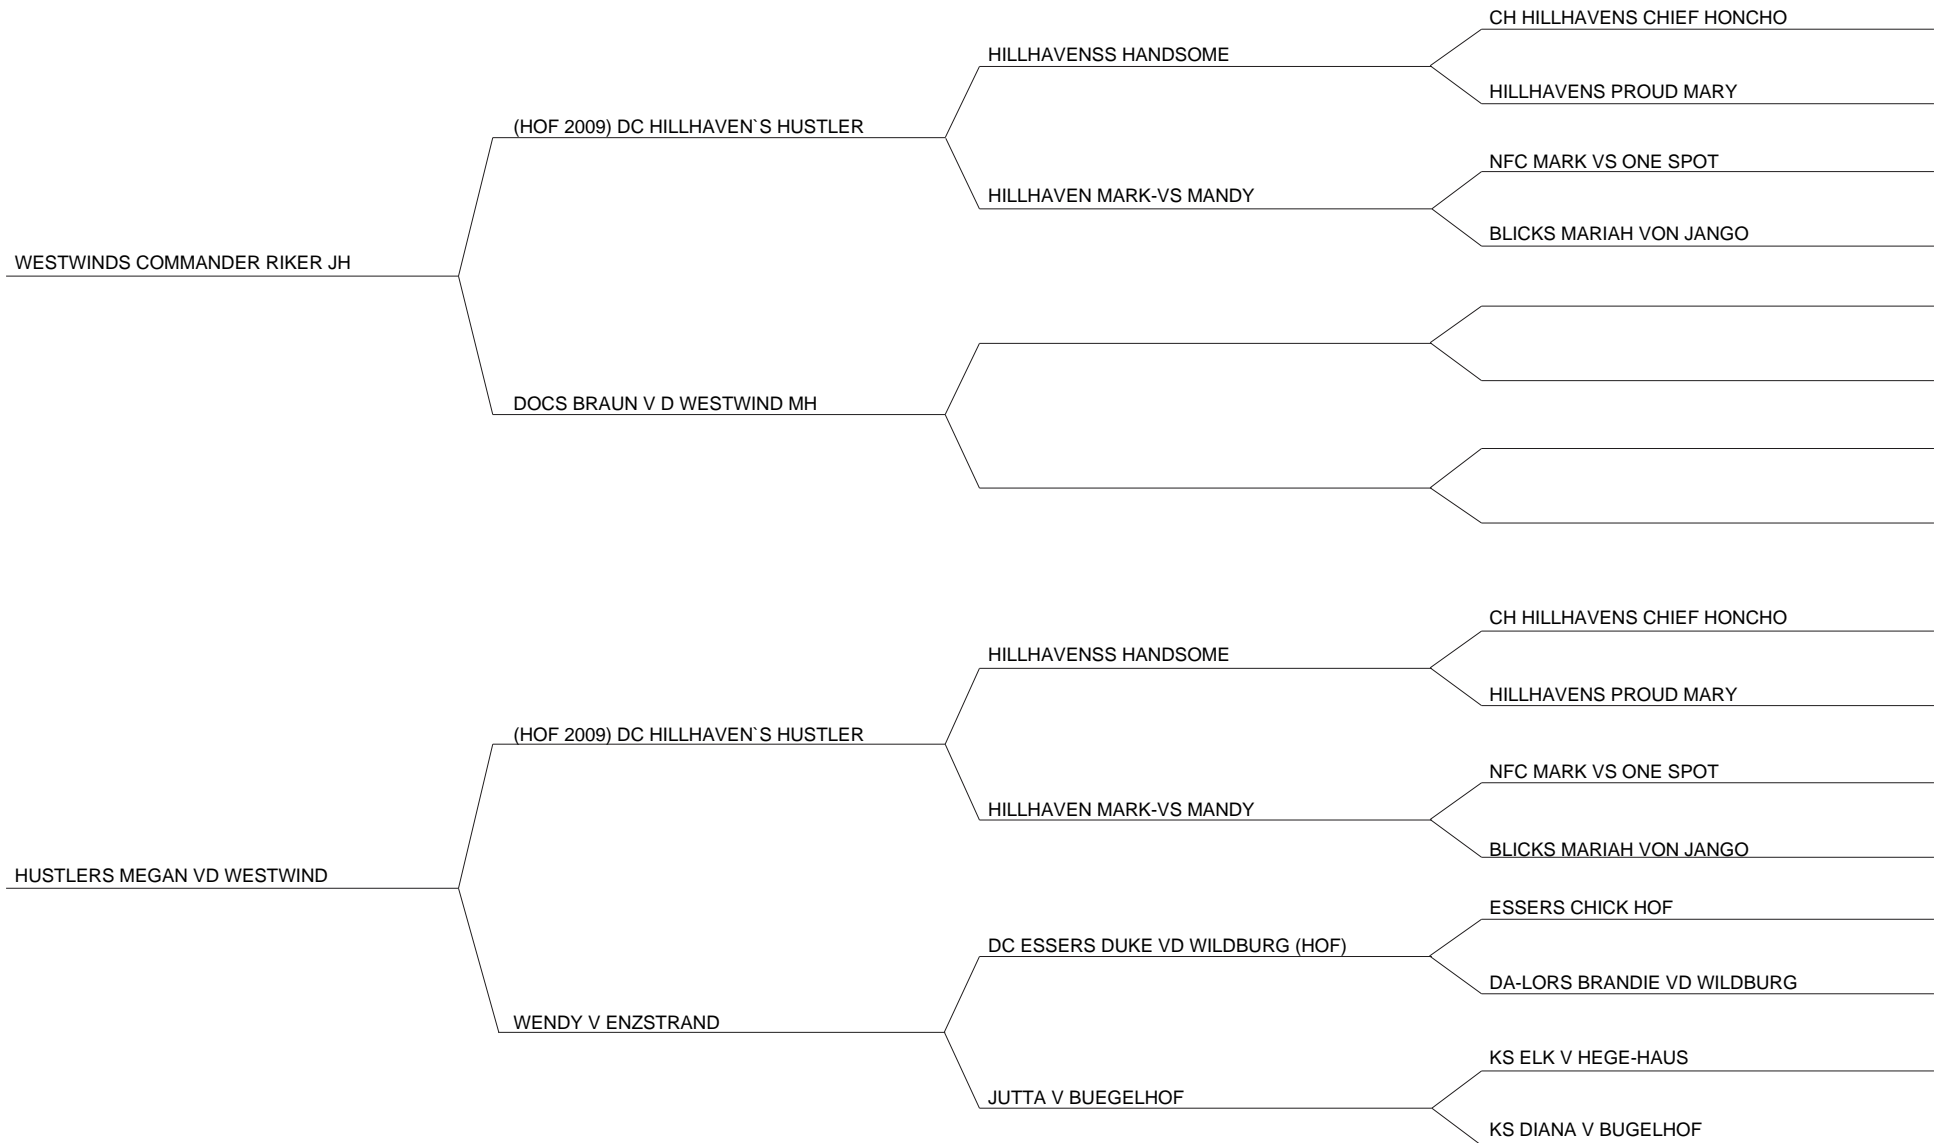 CH HILLHAVENS CHIEF HONCHO
HILLHAVENSS HANDSOME
HILLHAVENS PROUD MARY
(HOF 2009) DC HILLHAVEN`S HUSTLER
NFC MARK VS ONE SPOT
HILLHAVEN MARK-VS MANDY
BLICKS MARIAH VON JANGO
WESTWINDS COMMANDER RIKER JH
DOCS BRAUN V D WESTWIND MH
CH HILLHAVENS CHIEF HONCHO
HILLHAVENSS HANDSOME
HILLHAVENS PROUD MARY
(HOF 2009) DC HILLHAVEN`S HUSTLER
NFC MARK VS ONE SPOT
HILLHAVEN MARK-VS MANDY
BLICKS MARIAH VON JANGO
HUSTLERS MEGAN VD WESTWIND
ESSERS CHICK HOF
DC ESSERS DUKE VD WILDBURG (HOF)
DA-LORS BRANDIE VD WILDBURG
WENDY V ENZSTRAND
KS ELK V HEGE-HAUS
JUTTA V BUEGELHOF
KS DIANA V BUGELHOF